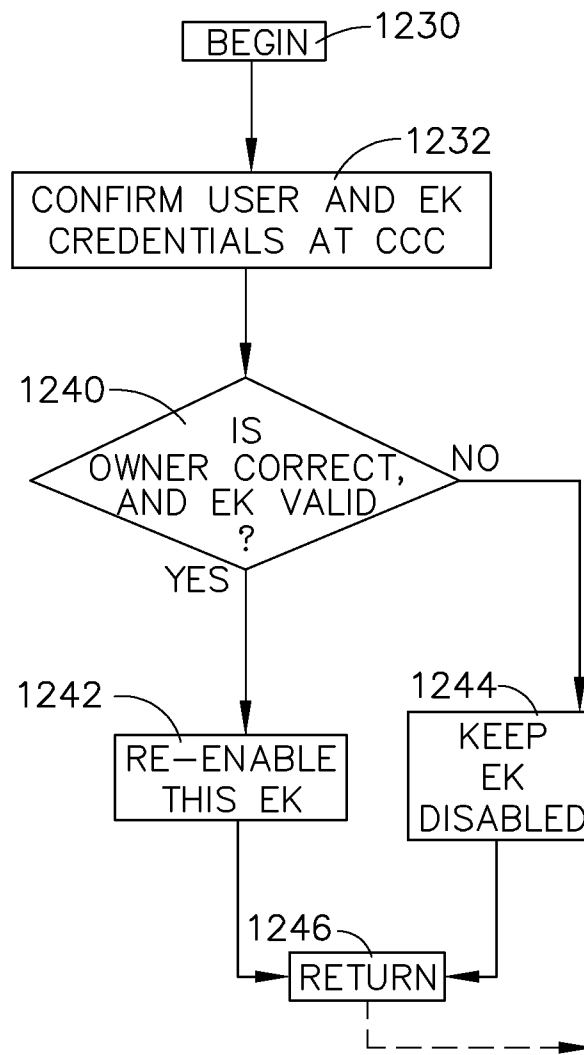 BEGIN
1230
1232
CONFIRM USER AND EK
CREDENTIALS AT CCC
1240
IS
OWNER CORRECT,
AND EK VALID
?
NO
YES
1242
RE-ENABLE
THIS EK
1244
KEEP
EK
DISABLED
1246
RETURN